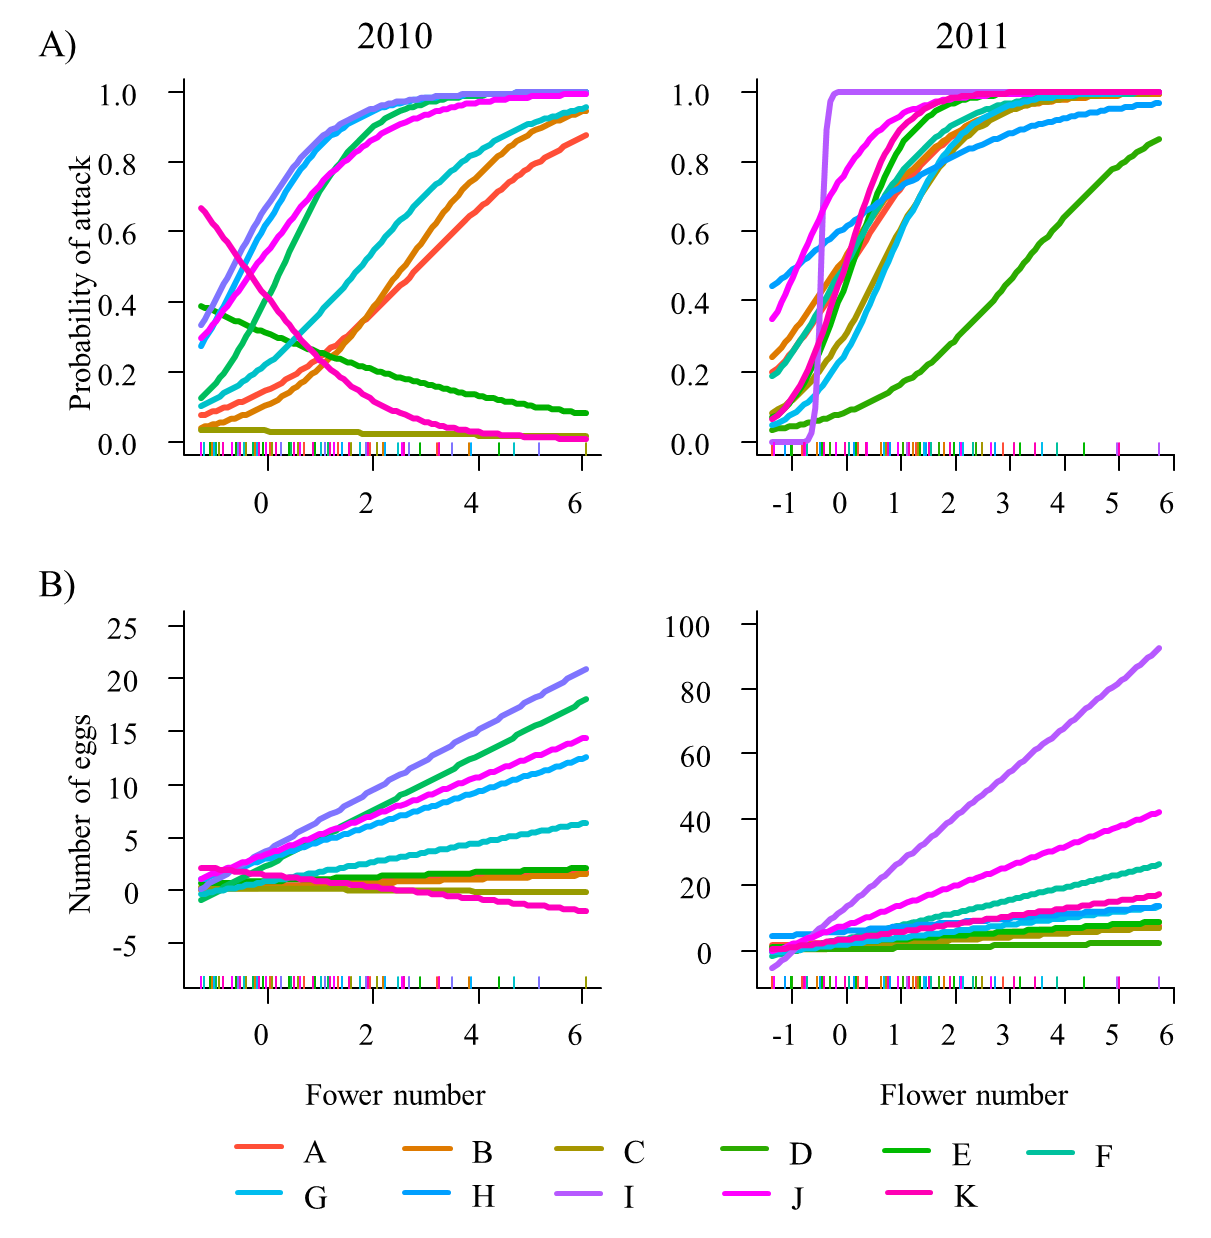 A)
2010
2011
Probability of attack
1.0
0.8
0.6
0.4
0.2
0.0
0 2 4 6
1.0
0.8
0.6
0.4
0.2
0.0
-1 0 1 2 3 4 5 6
B)
Number of eggs
25
20
15
10
5
0
-5
0 2 4 6
Fower number
100
80
60
40
20
0
-1 0 1 2 3 4 5 6
Flower number
A B C D E F
G H I J K